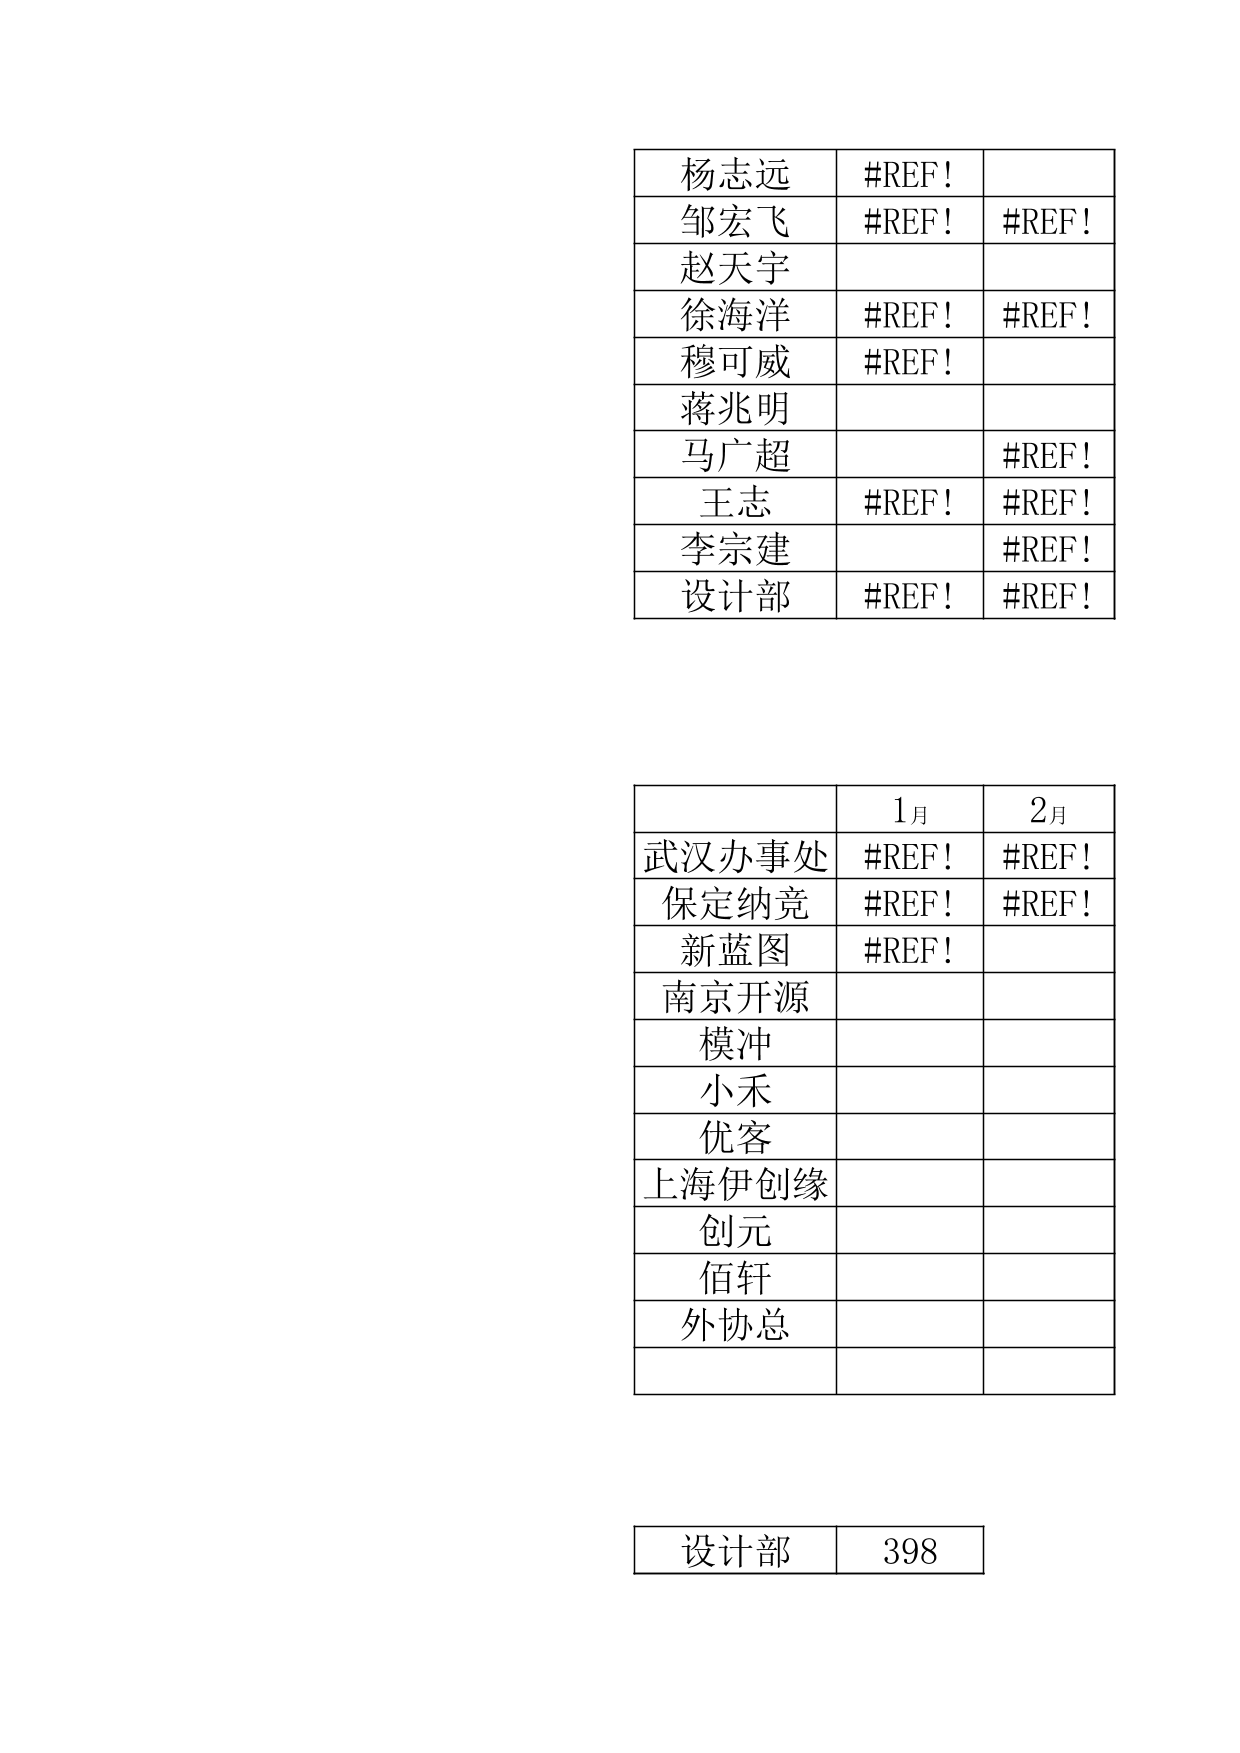 杨志远 #REF!
邹宏飞 #REF! #REF!
赵天宇
徐海洋 #REF! #REF!
穆可威 #REF!
蒋兆明
马广超 #REF!
王志 #REF! #REF!
李宗建 #REF!
设计部 #REF! #REF!
1月 2月
武汉办事处 #REF! #REF!
保定纳竞 #REF! #REF!
新蓝图 #REF!
南京开源
模冲
小禾
优客
上海伊创缘
创元
佰轩
外协总
设计部 398